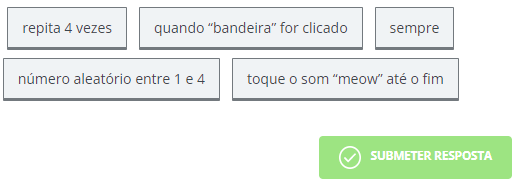 repita 4 vezes quando “bandeira” for clicado sempre
número aleatório entre 1 e 4 toque o som “meow” até o fim
SUBMETER RESPOSTA